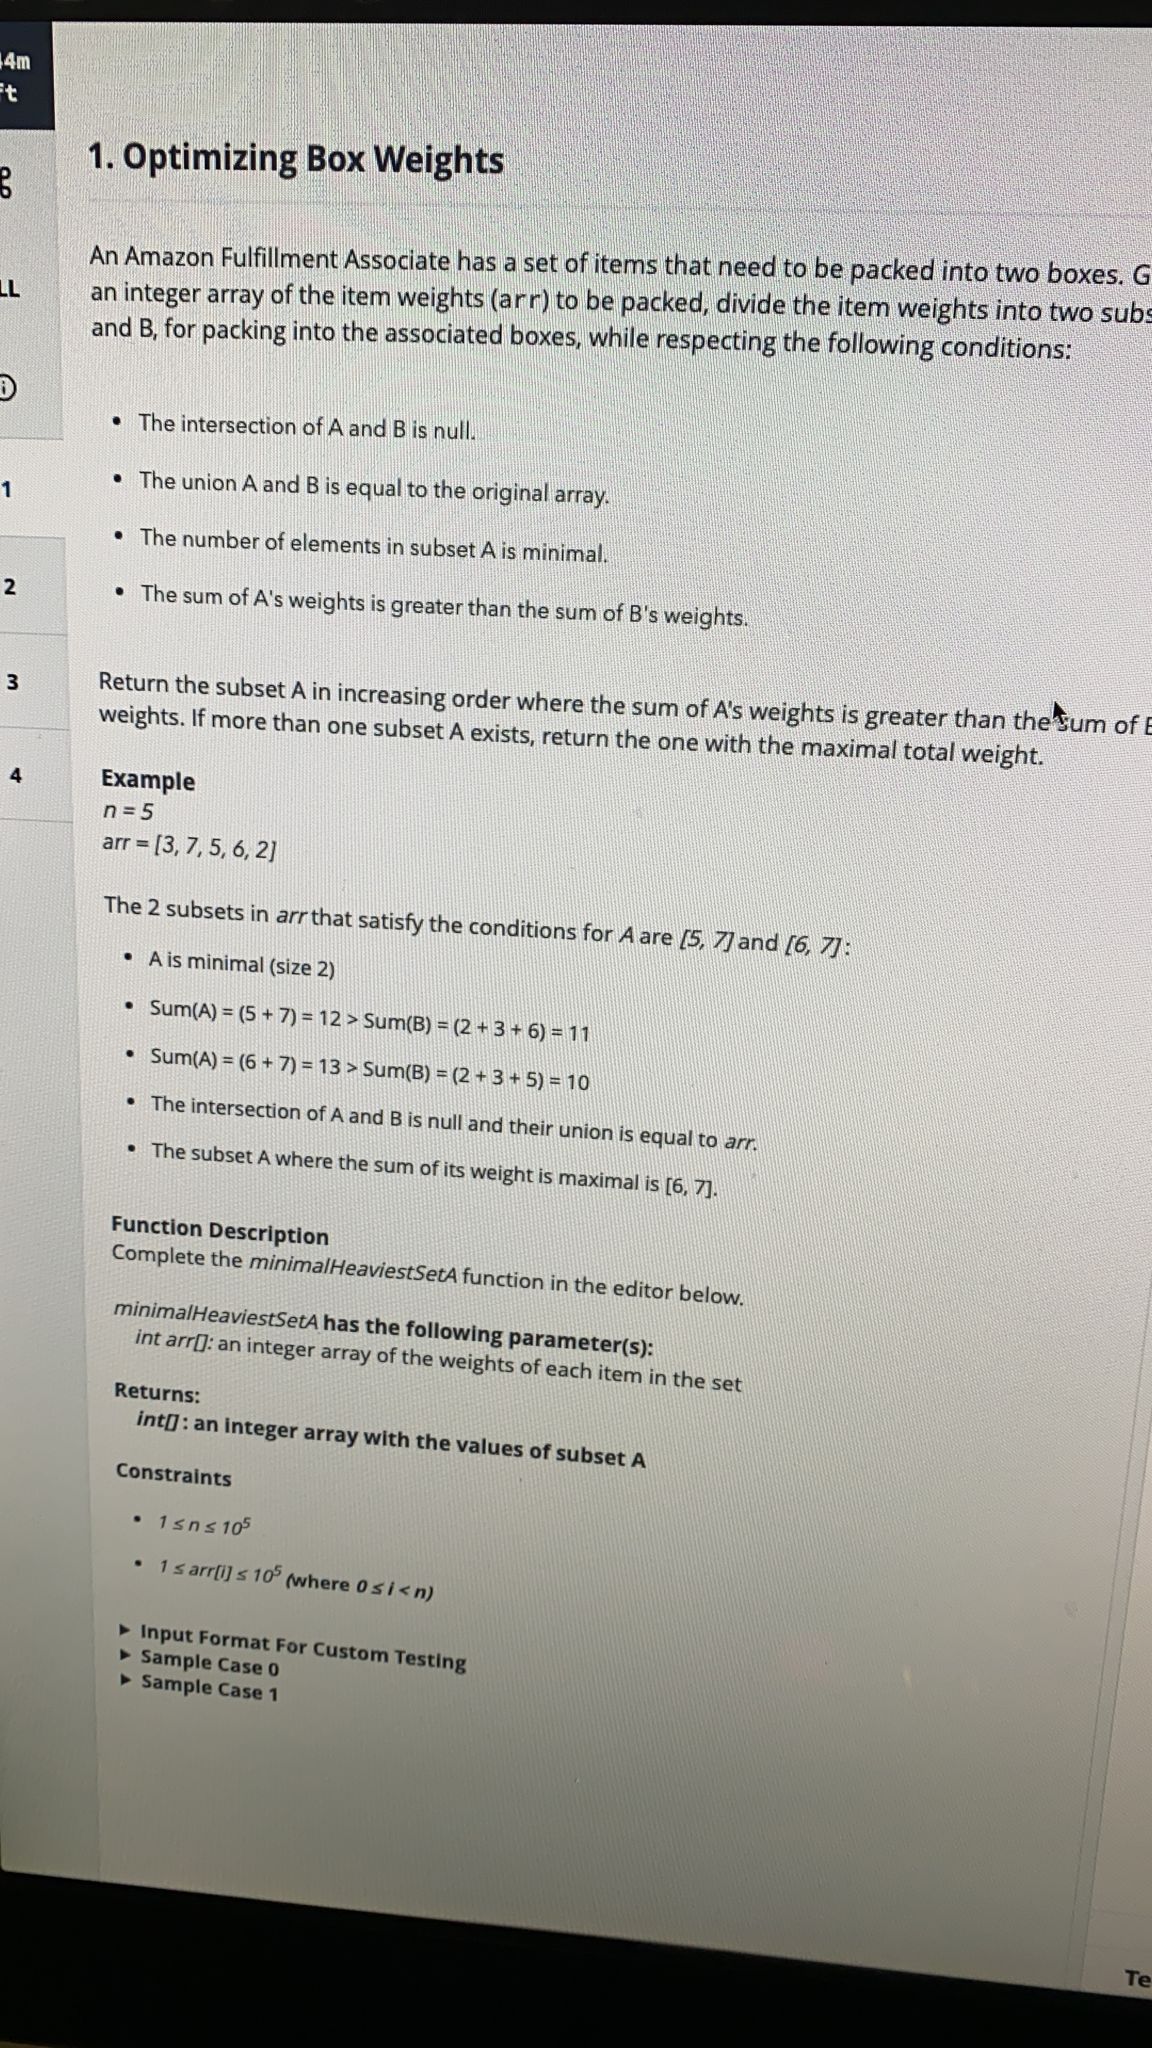 4m
ft
1. Optimizing Box Weights
An Amazon Fulfillment Associate has a set of items that need to be packed into two boxes. G
an integer array of the item weights (arr) to be packed, divide the item weights into two subs
and B, for packing into the associated boxes, while respecting the following conditions:
LL
• The intersection of A and B is null.
• The union A and B is equal to the original array.
• The number of elements in subset A is minimal.
• The sum of A's weights is greater than the sum of B's weights.
1
2
3
4
Return the subset A in increasing order where the sum of A's weights is greater than the sum of B
weights. If more than one subset A exists, return the one with the maximal total weight.
Example
n = 5
arr = [3, 7, 5, 6, 2]
The 2 subsets in arr that satisfy the conditions for A are [5, 7] and [6, 7]:
• A is minimal (size 2)
• Sum(A) = (5 + 7) = 12 > Sum(B) = (2 + 3 + 6) = 11
• Sum(A) = (6 + 7) = 13 > Sum(B) = (2 + 3 + 5) = 10
• The intersection of A and B is null and their union is equal to arr.
• The subset A where the sum of its weight is maximal is [6, 7].
Function Description
Complete the minimalHeaviestSetA function in the editor below.
minimalHeaviestSetA has the following parameter(s):
int arr[]: an integer array of the weights of each item in the set
Returns:
int[] : an integer array with the values of subset A
Constraints
• 1 ≤ n ≤ 10⁵
• 1 ≤ arr[i] ≤ 10⁵ (where 0 ≤ i < n)
▶ Input Format For Custom Testing
▶ Sample Case 0
▶ Sample Case 1
Te